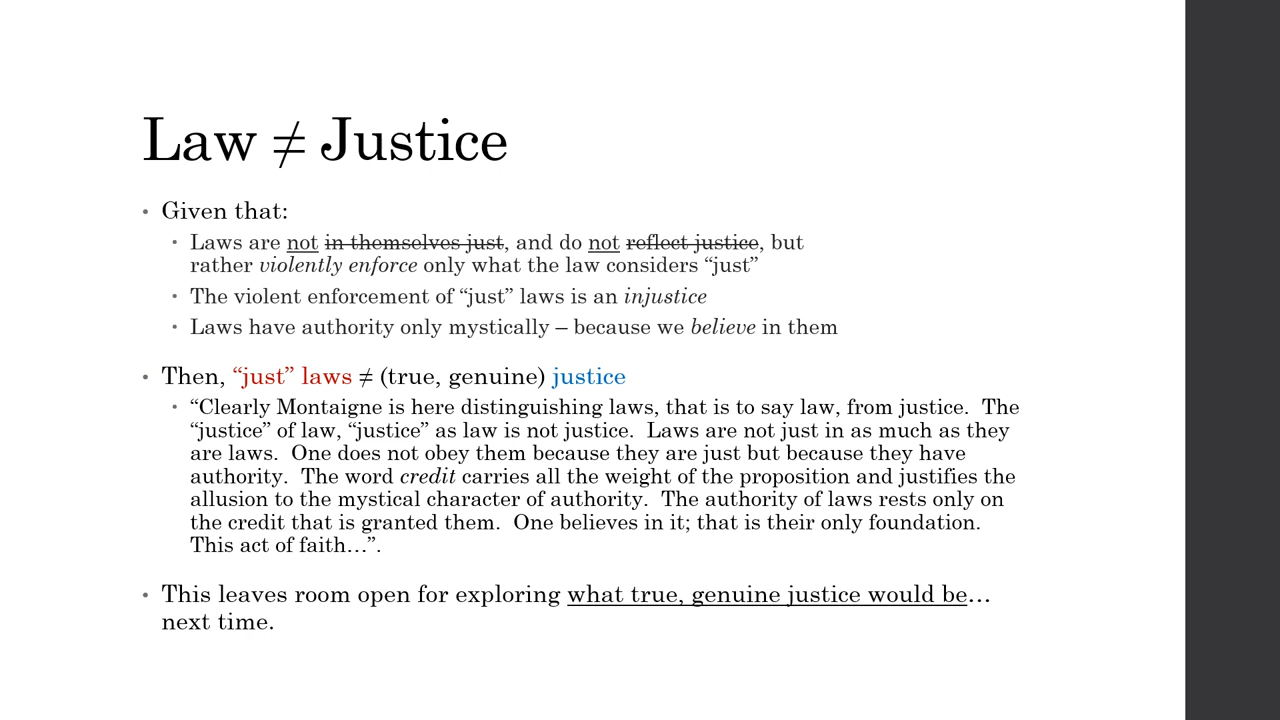 Law ≠ Justice
• Given that:
• Laws are not in themselves just, and do not reflect justice, but
rather violently enforce only what the law considers “just”
• The violent enforcement of “just” laws is an injustice
• Laws have authority only mystically – because we believe in them
• Then, “just” laws ≠ (true, genuine) justice
• “Clearly Montaigne is here distinguishing laws, that is to say law, from justice.  The
“justice” of law, “justice” as law is not justice.  Laws are not just in as much as they
are laws.  One does not obey them because they are just but because they have
authority.  The word credit carries all the weight of the proposition and justifies the
allusion to the mystical character of authority.  The authority of laws rests only on
the credit that is granted them.  One believes in it; that is their only foundation.
This act of faith…”.
• This leaves room open for exploring what true, genuine justice would be…
next time.